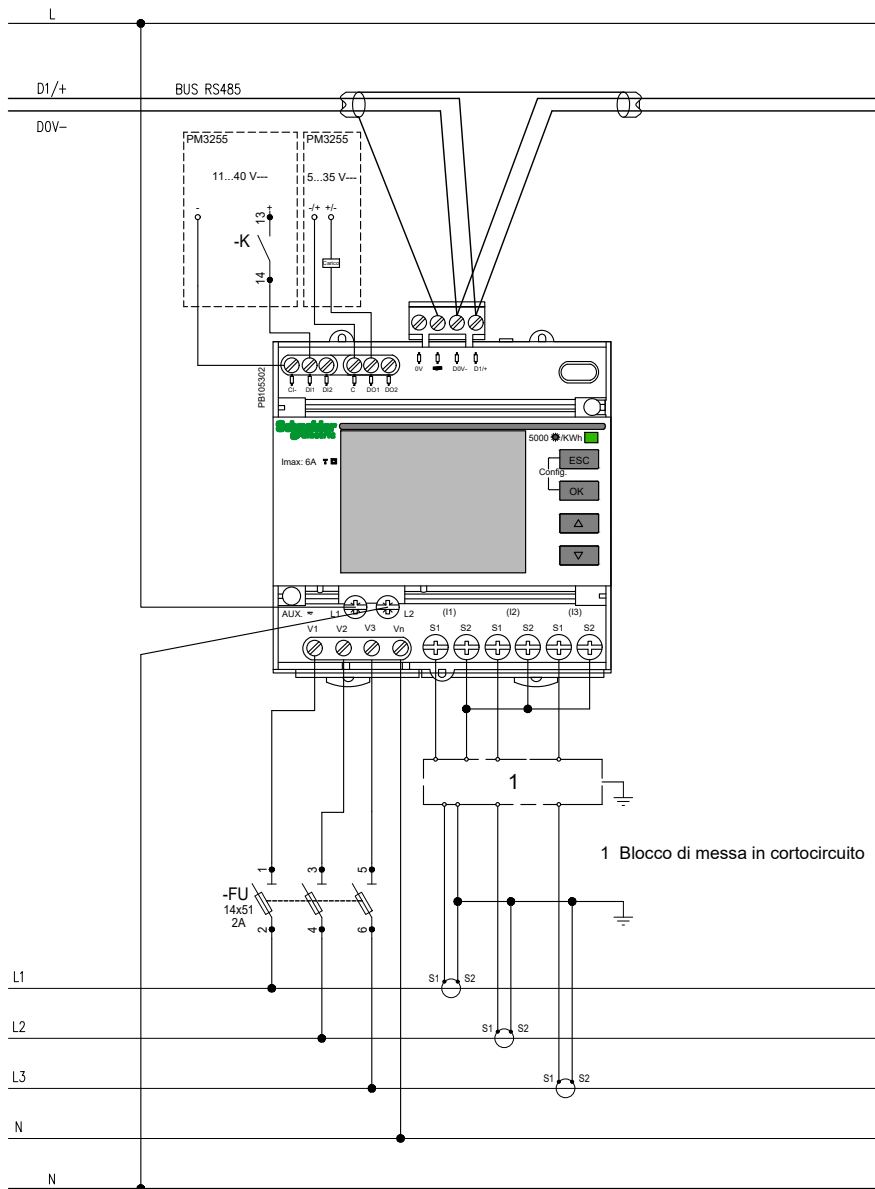 L
D1/+ BUS RS485
D0V-
PM3255 PM3255
11...40 V--- 5...35 V---
- + -/+ +/-
13
-K
14
Carico
0V D0V- D1/+
PB105302
CI- DI1 DI2 C DO1 DO2
Schneider
Electric
5000 /KWh
Imax: 6A
ESC
Config.
OK
AUX. L1 L2 (I1) (I2) (I3)
V1 V2 V3 Vn S1 S2 S1 S2 S1 S2
1
1 Blocco di messa in cortocircuito
1 3 5
-FU
14x51
2A
2 4 6
L1 S1 S2
L2 S1 S2
L3 S1 S2
N
N